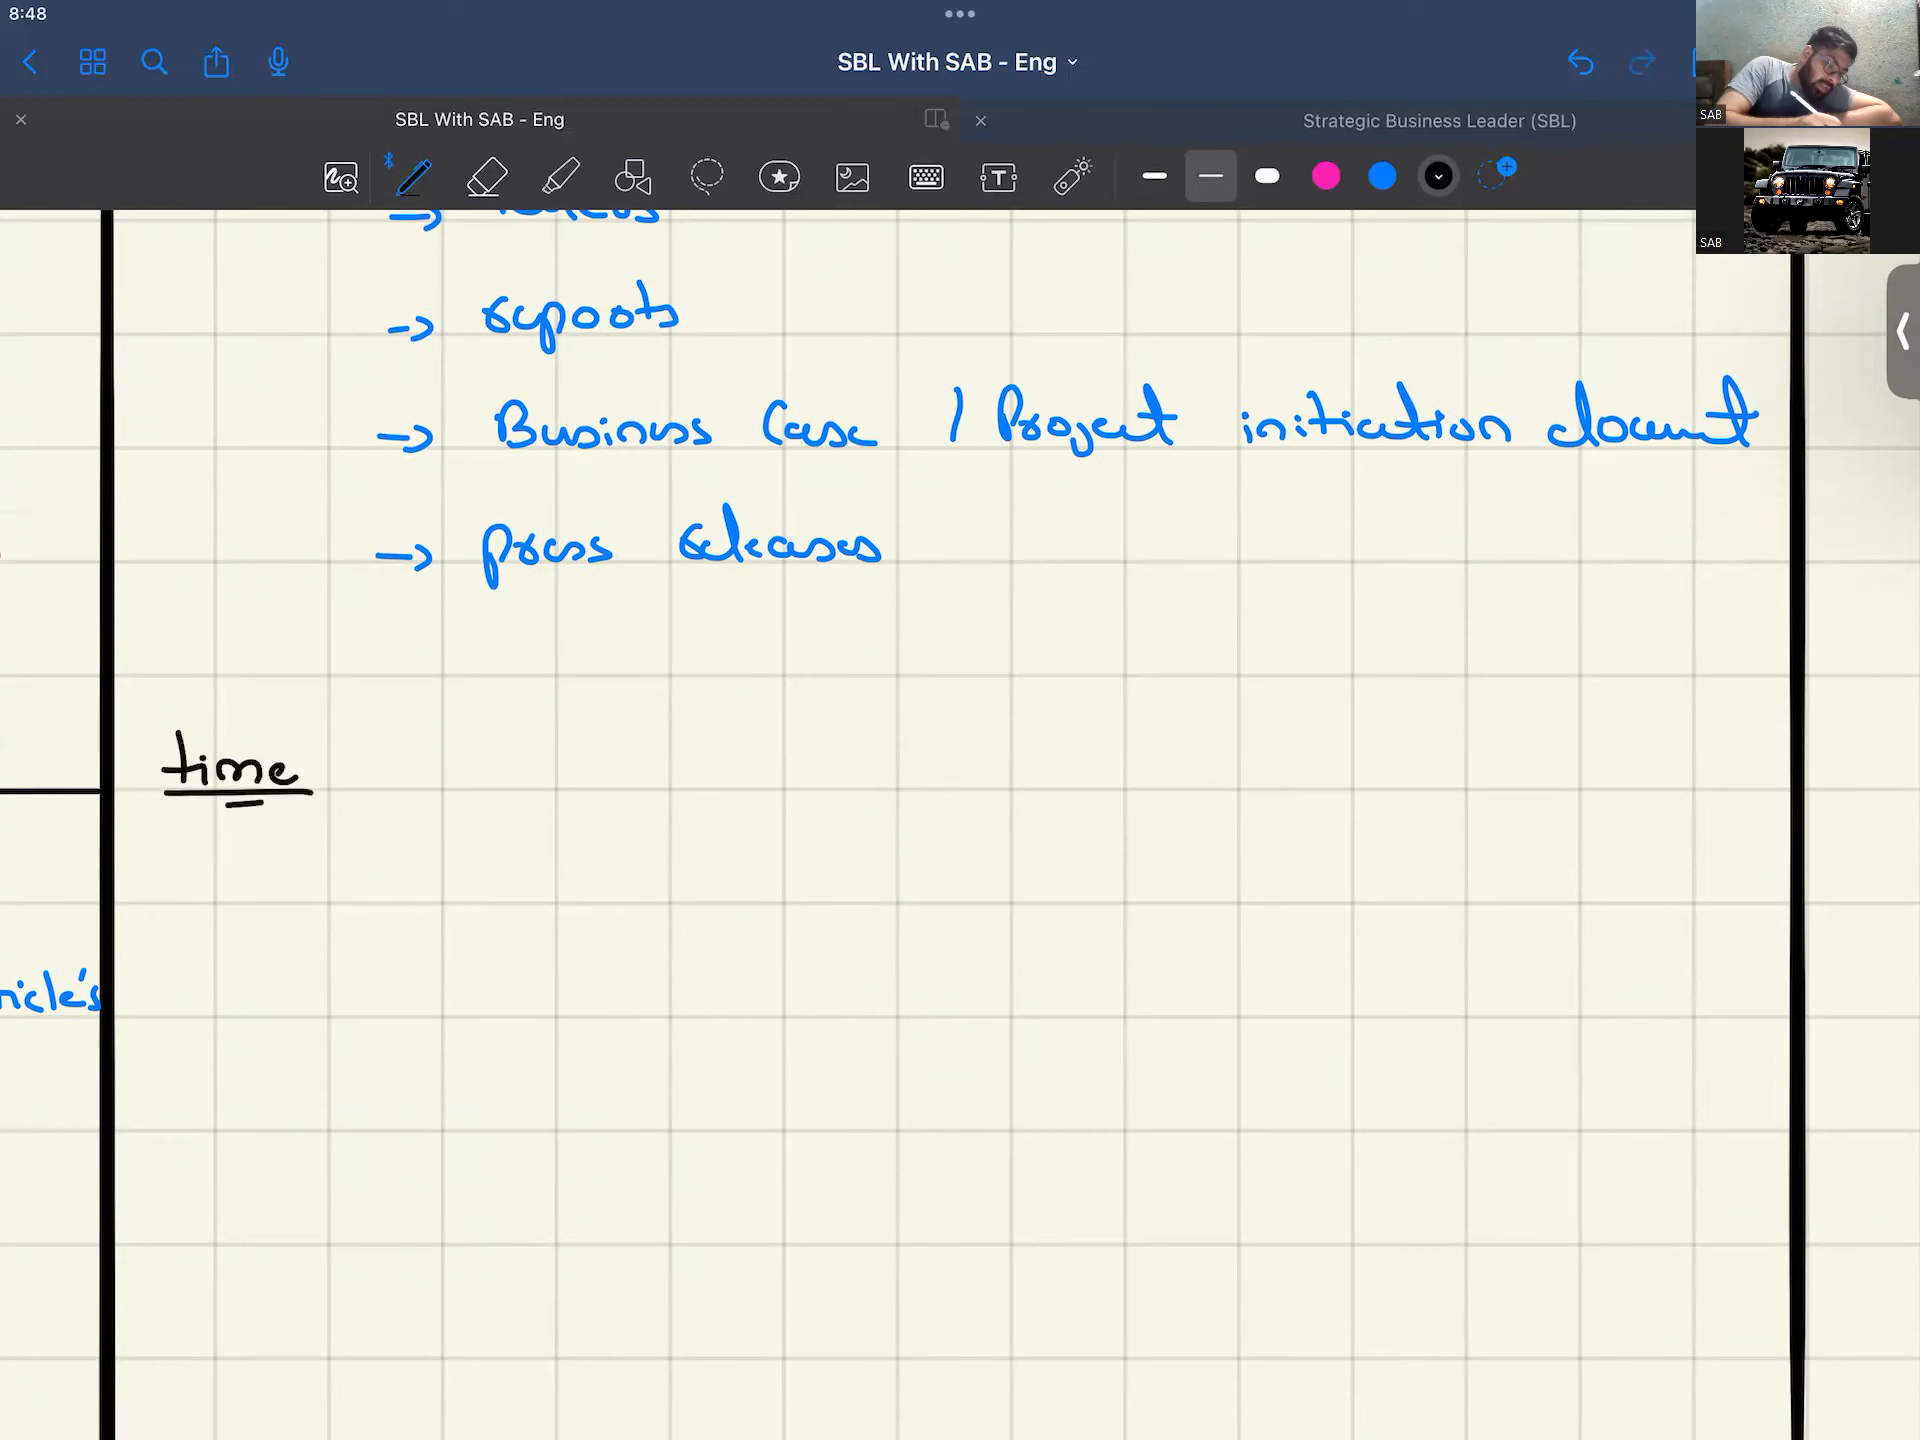 8:48
SBL With SAB - Eng
SBL With SAB - Eng
Strategic Business Leader (SBL)
SAB
SAB
→ reports
→ Business Case / Project initiation document
→ press releases
time